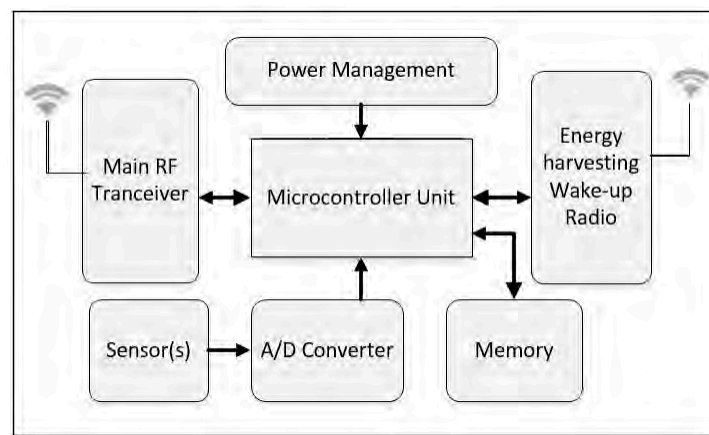 Power Management
Main RF
Tranceiver
Microcontroller Unit
Energy
harvesting
Wake-up
Radio
Sensor(s)
A/D Converter
Memory